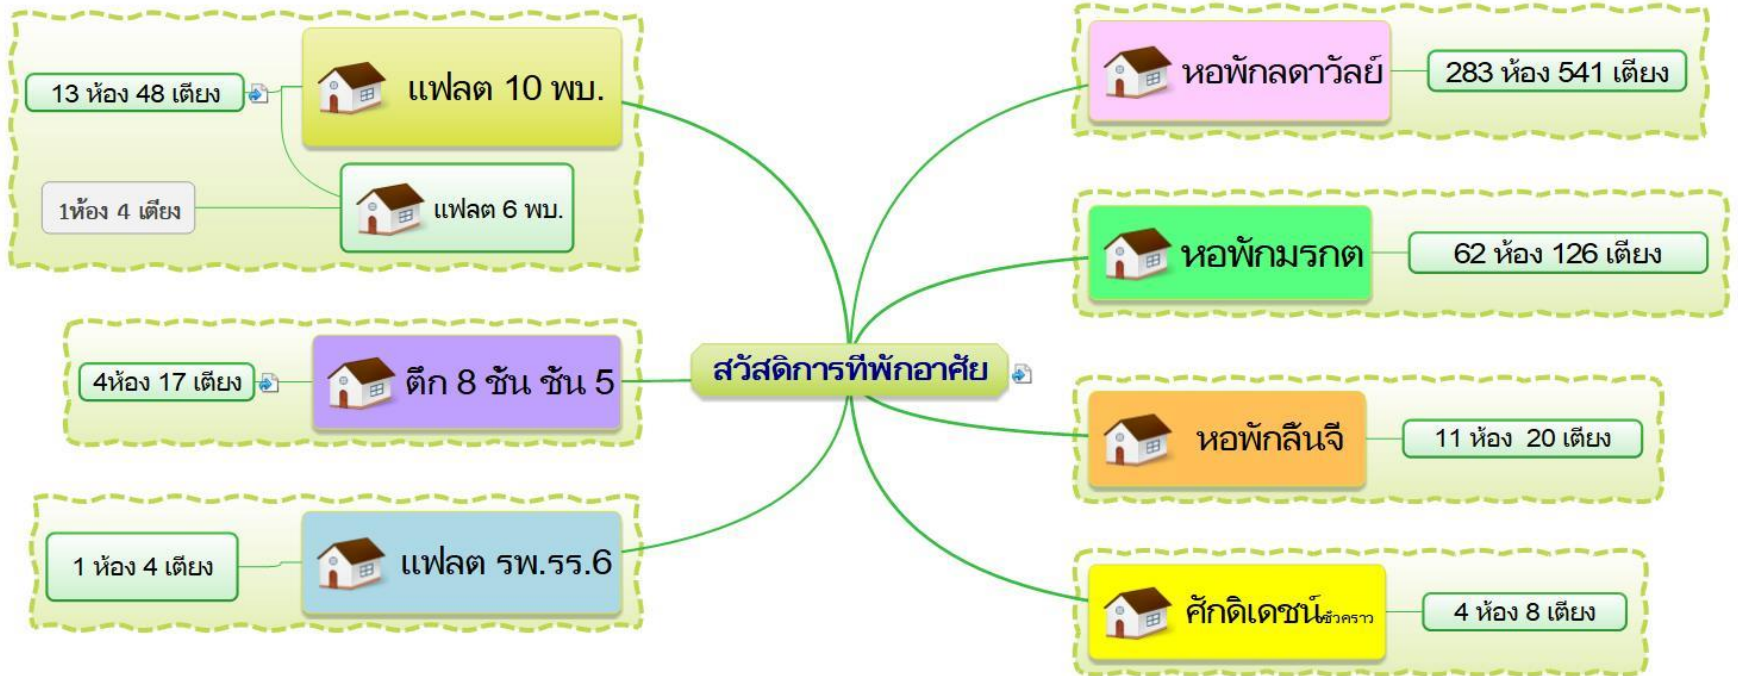 สวัสดิการที่พักอาศัย
แฟลต 10 พบ.
13 ห้อง 48 เตียง
แฟลต 6 พบ.
1ห้อง 4 เตียง
ตึก 8 ชั้น ชั้น 5
4ห้อง 17 เตียง
แฟลต รพ.รร.6
1 ห้อง 4 เตียง
หอพักลดาวัลย์
283 ห้อง 541 เตียง
หอพักมรกต
62 ห้อง 126 เตียง
หอพักลิ้นจี่
11 ห้อง 20 เตียง
ศักดิเดชน์ชั่วคราว
4 ห้อง 8 เตียง